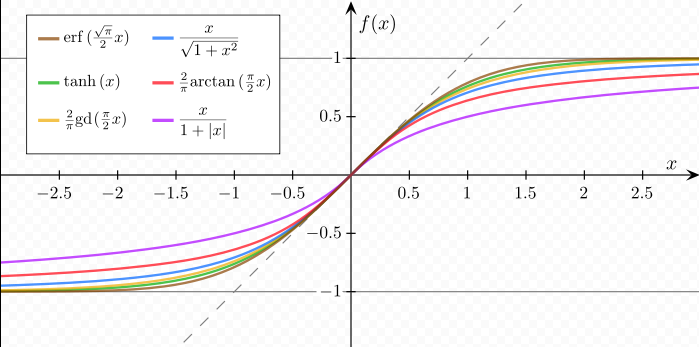 f(x)
erf (√π/2 x)
x/√(1 + x²)
tanh (x)
2/π arctan (π/2 x)
2/π gd (π/2 x)
x/(1 + |x|)
1
0.5
x
−2.5 −2 −1.5 −1 −0.5 0.5 1 1.5 2 2.5
−0.5
−1